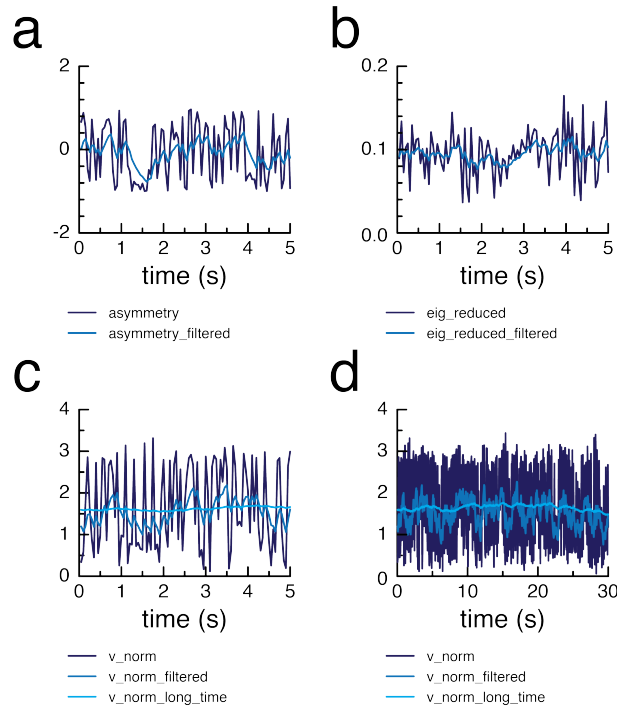 a
2
0
-2
0 1 2 3 4 5
time (s)
asymmetry
asymmetry_filtered
b
0.2
0.1
0.0
0 1 2 3 4 5
time (s)
eig_reduced
eig_reduced_filtered
c
4
3
2
1
0
0 1 2 3 4 5
time (s)
v_norm
v_norm_filtered
v_norm_long_time
d
4
3
2
1
0
0 10 20 30
time (s)
v_norm
v_norm_filtered
v_norm_long_time